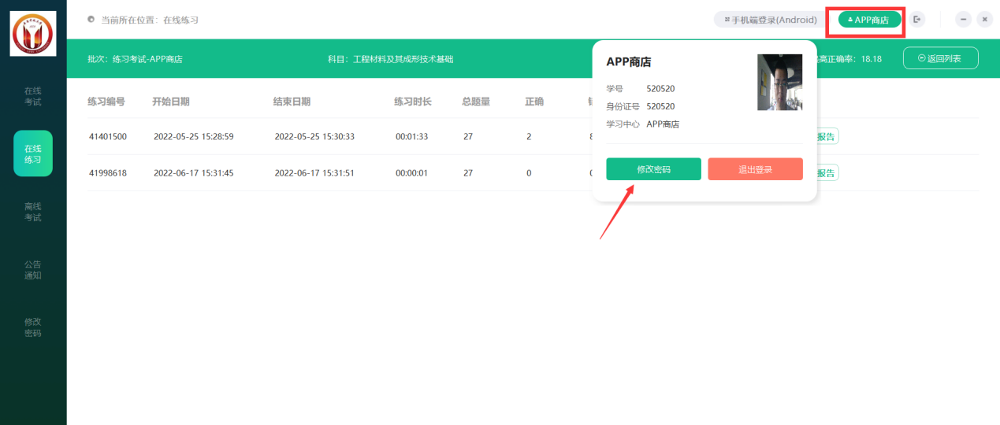 当前所在位置：在线练习
手机端登录(Android)
APP商店
批次：练习考试-APP商店
科目：工程材料及其成形技术基础
高正确率：18.18
返回列表
在线
考试
在线
练习
离线
考试
公告
通知
修改
密码
练习编号 开始日期 结束日期 练习时长 总题量 正确
41401500 2022-05-25 15:28:59 2022-05-25 15:30:33 00:01:33 27 2
报告
41998618 2022-06-17 15:31:45 2022-06-17 15:31:51 00:00:01 27 0
报告
APP商店
学号 520520
身份证号 520520
学习中心 APP商店
修改密码
退出登录